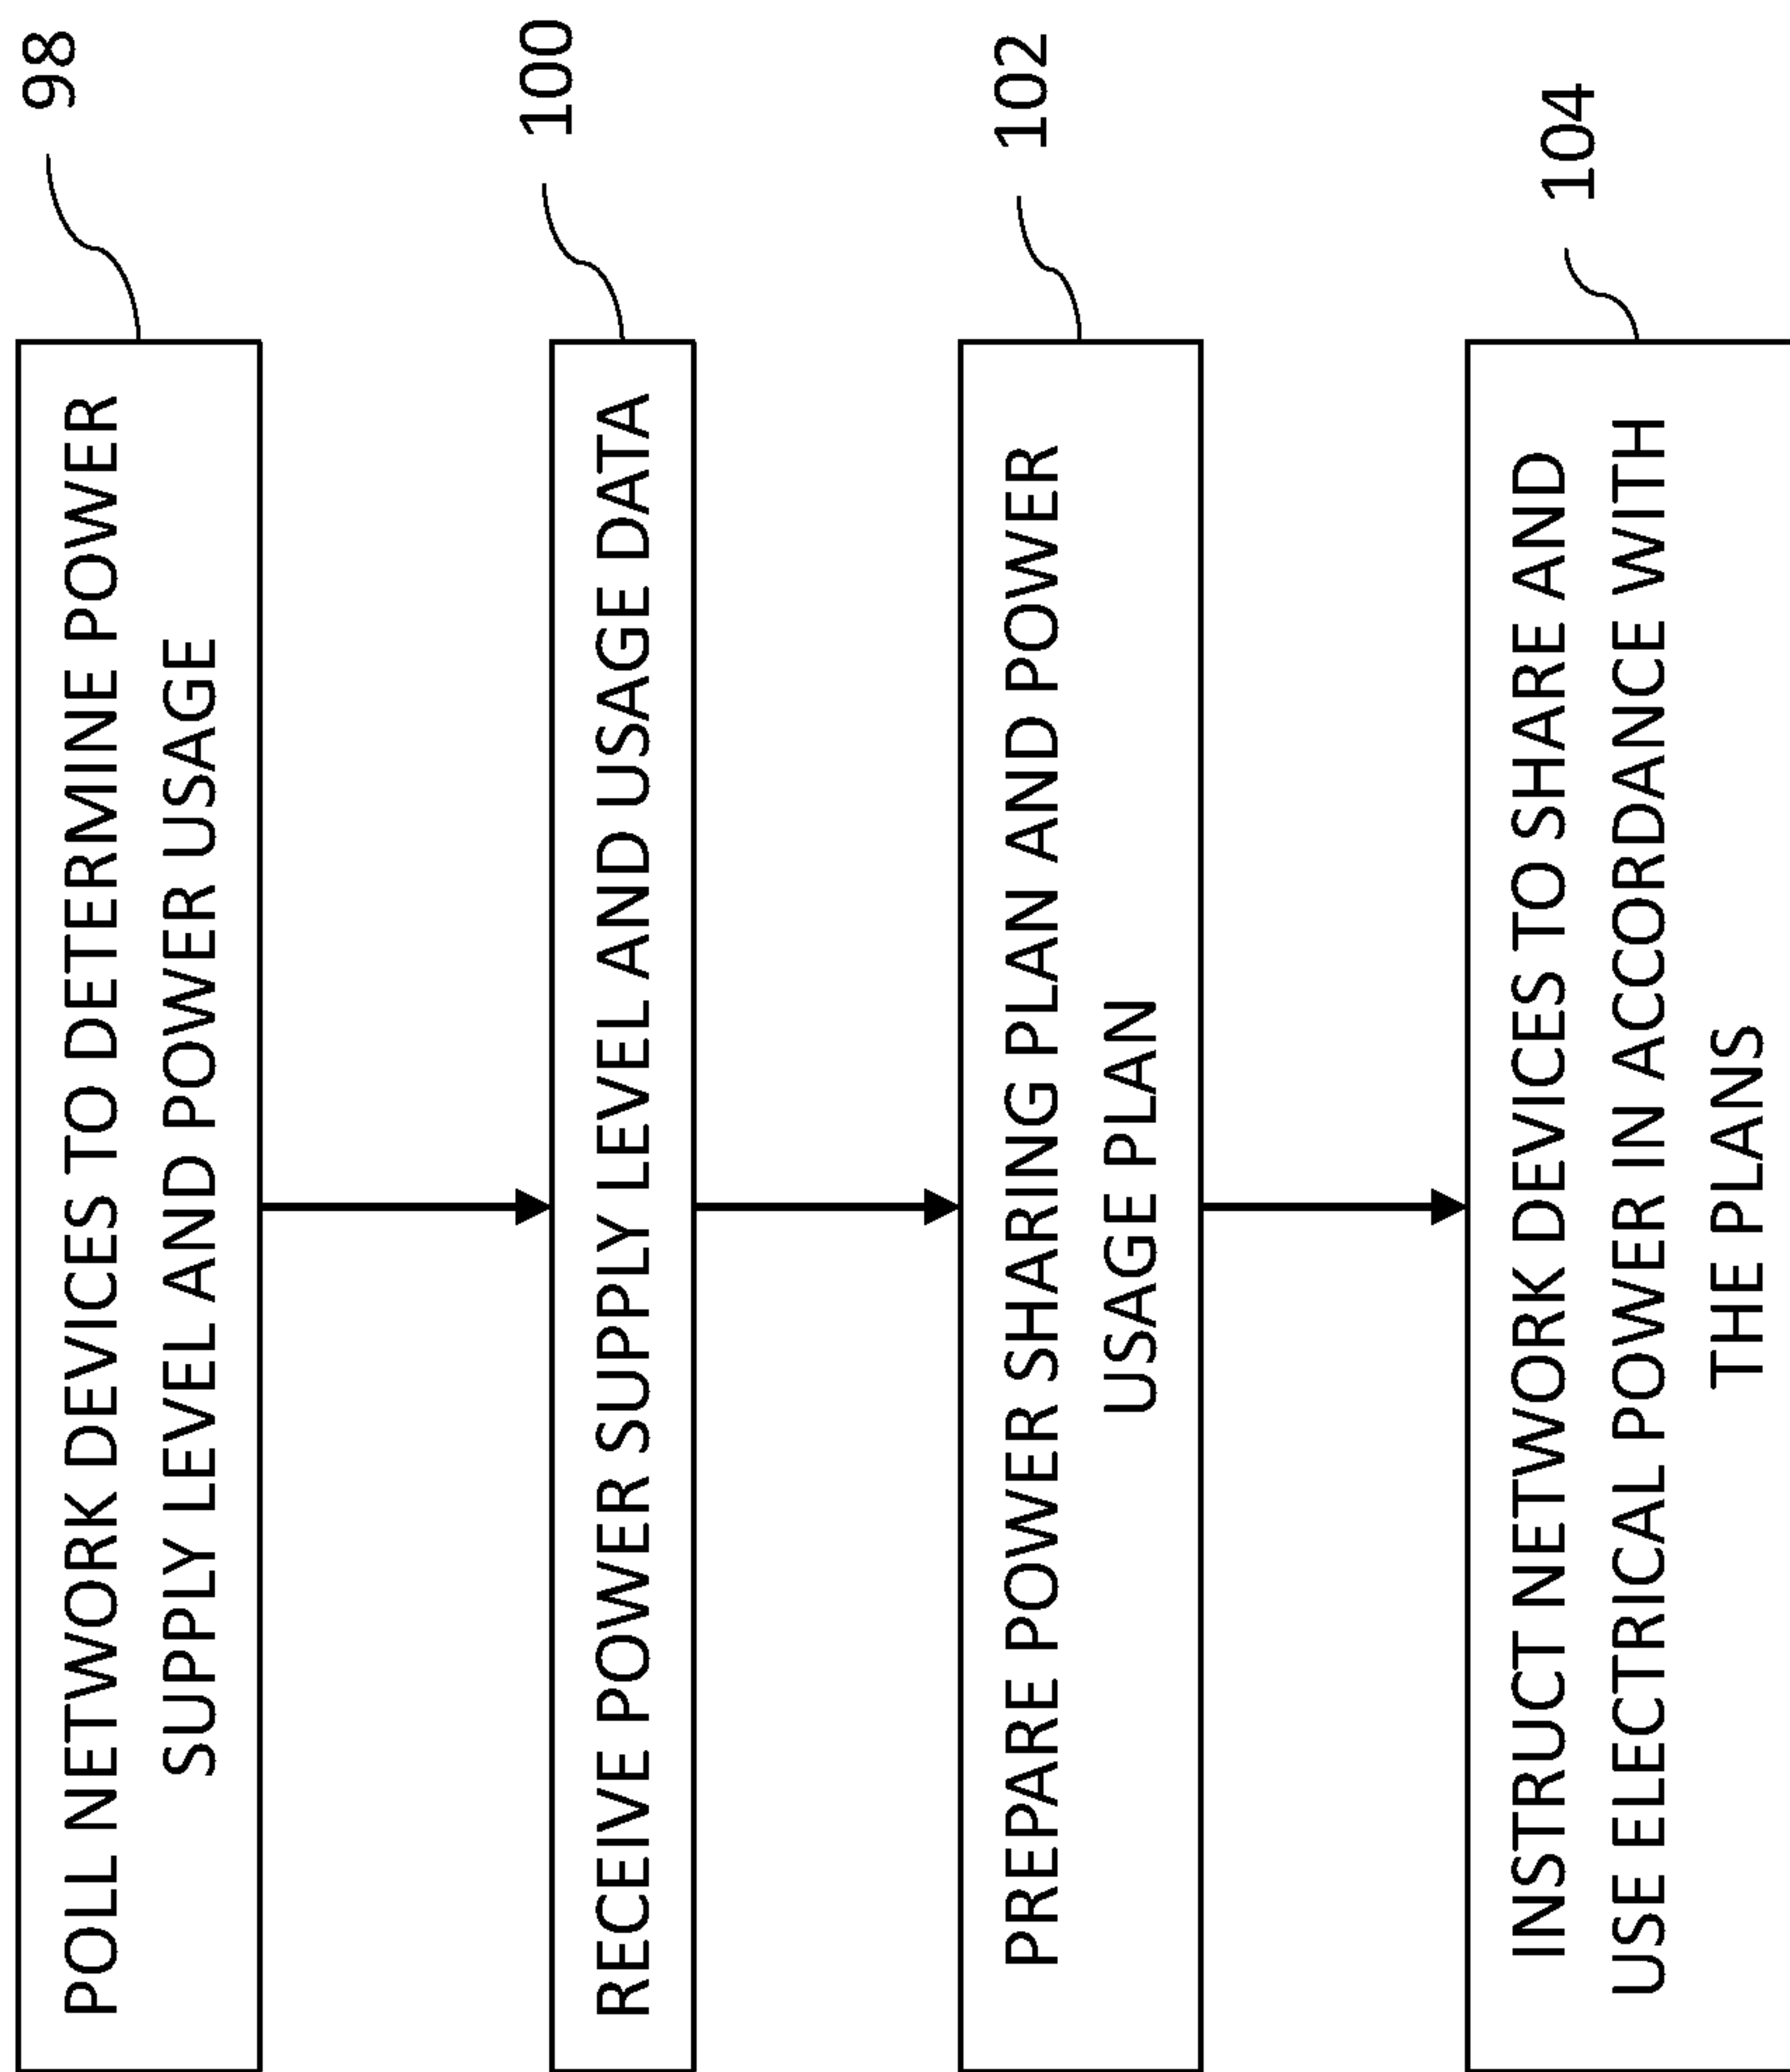 POLL NETWORK DEVICES TO DETERMINE POWER
SUPPLY LEVEL AND POWER USAGE
98
RECEIVE POWER SUPPLY LEVEL AND USAGE DATA
100
PREPARE POWER SHARING PLAN AND POWER
USAGE PLAN
102
INSTRUCT NETWORK DEVICES TO SHARE AND
USE ELECTRICAL POWER IN ACCORDANCE WITH
THE PLANS
104